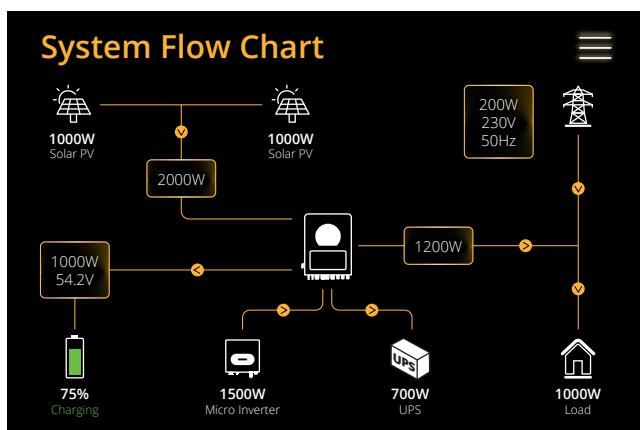 System Flow Chart
1000W
Solar PV
1000W
Solar PV
200W
230V
50Hz
2000W
1200W
1000W
54.2V
UPS
75%
Charging
1500W
Micro Inverter
700W
UPS
1000W
Load